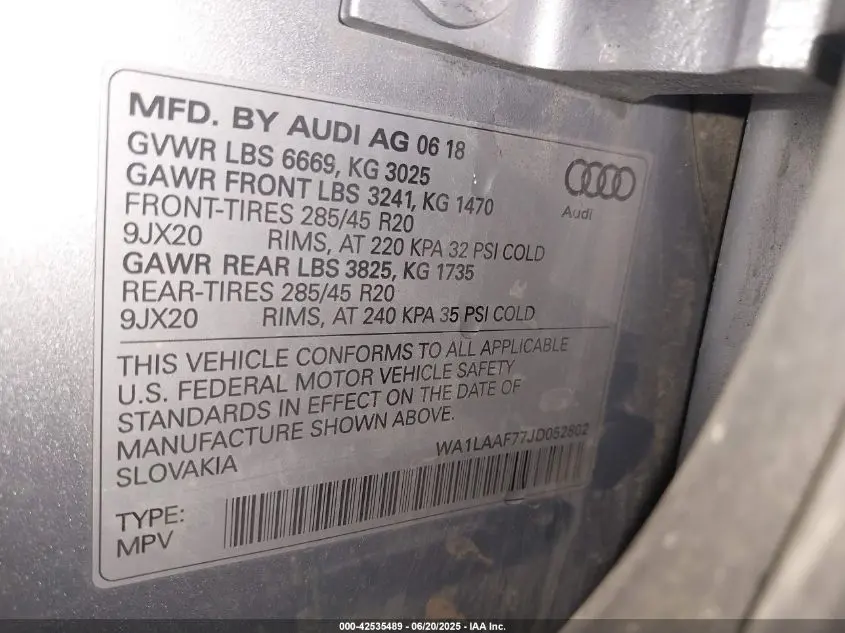 MFD. BY AUDI AG 06 18
GVWR LBS 6669, KG 3025
GAWR FRONT LBS 3241, KG 1470
FRONT-TIRES 285/45 R20
9JX20 RIMS, AT 220 KPA 32 PSI COLD
GAWR REAR LBS 3825, KG 1735
REAR-TIRES 285/45 R20
9JX20 RIMS, AT 240 KPA 35 PSI COLD
Audi
THIS VEHICLE CONFORMS TO ALL APPLICABLE
U.S. FEDERAL MOTOR VEHICLE SAFETY
STANDARDS IN EFFECT ON THE DATE OF
MANUFACTURE SHOWN ABOVE.
SLOVAKIA
WA1LAAF77JD052802
TYPE:
MPV
000-42535489 - 06/20/2025 - IAA Inc.